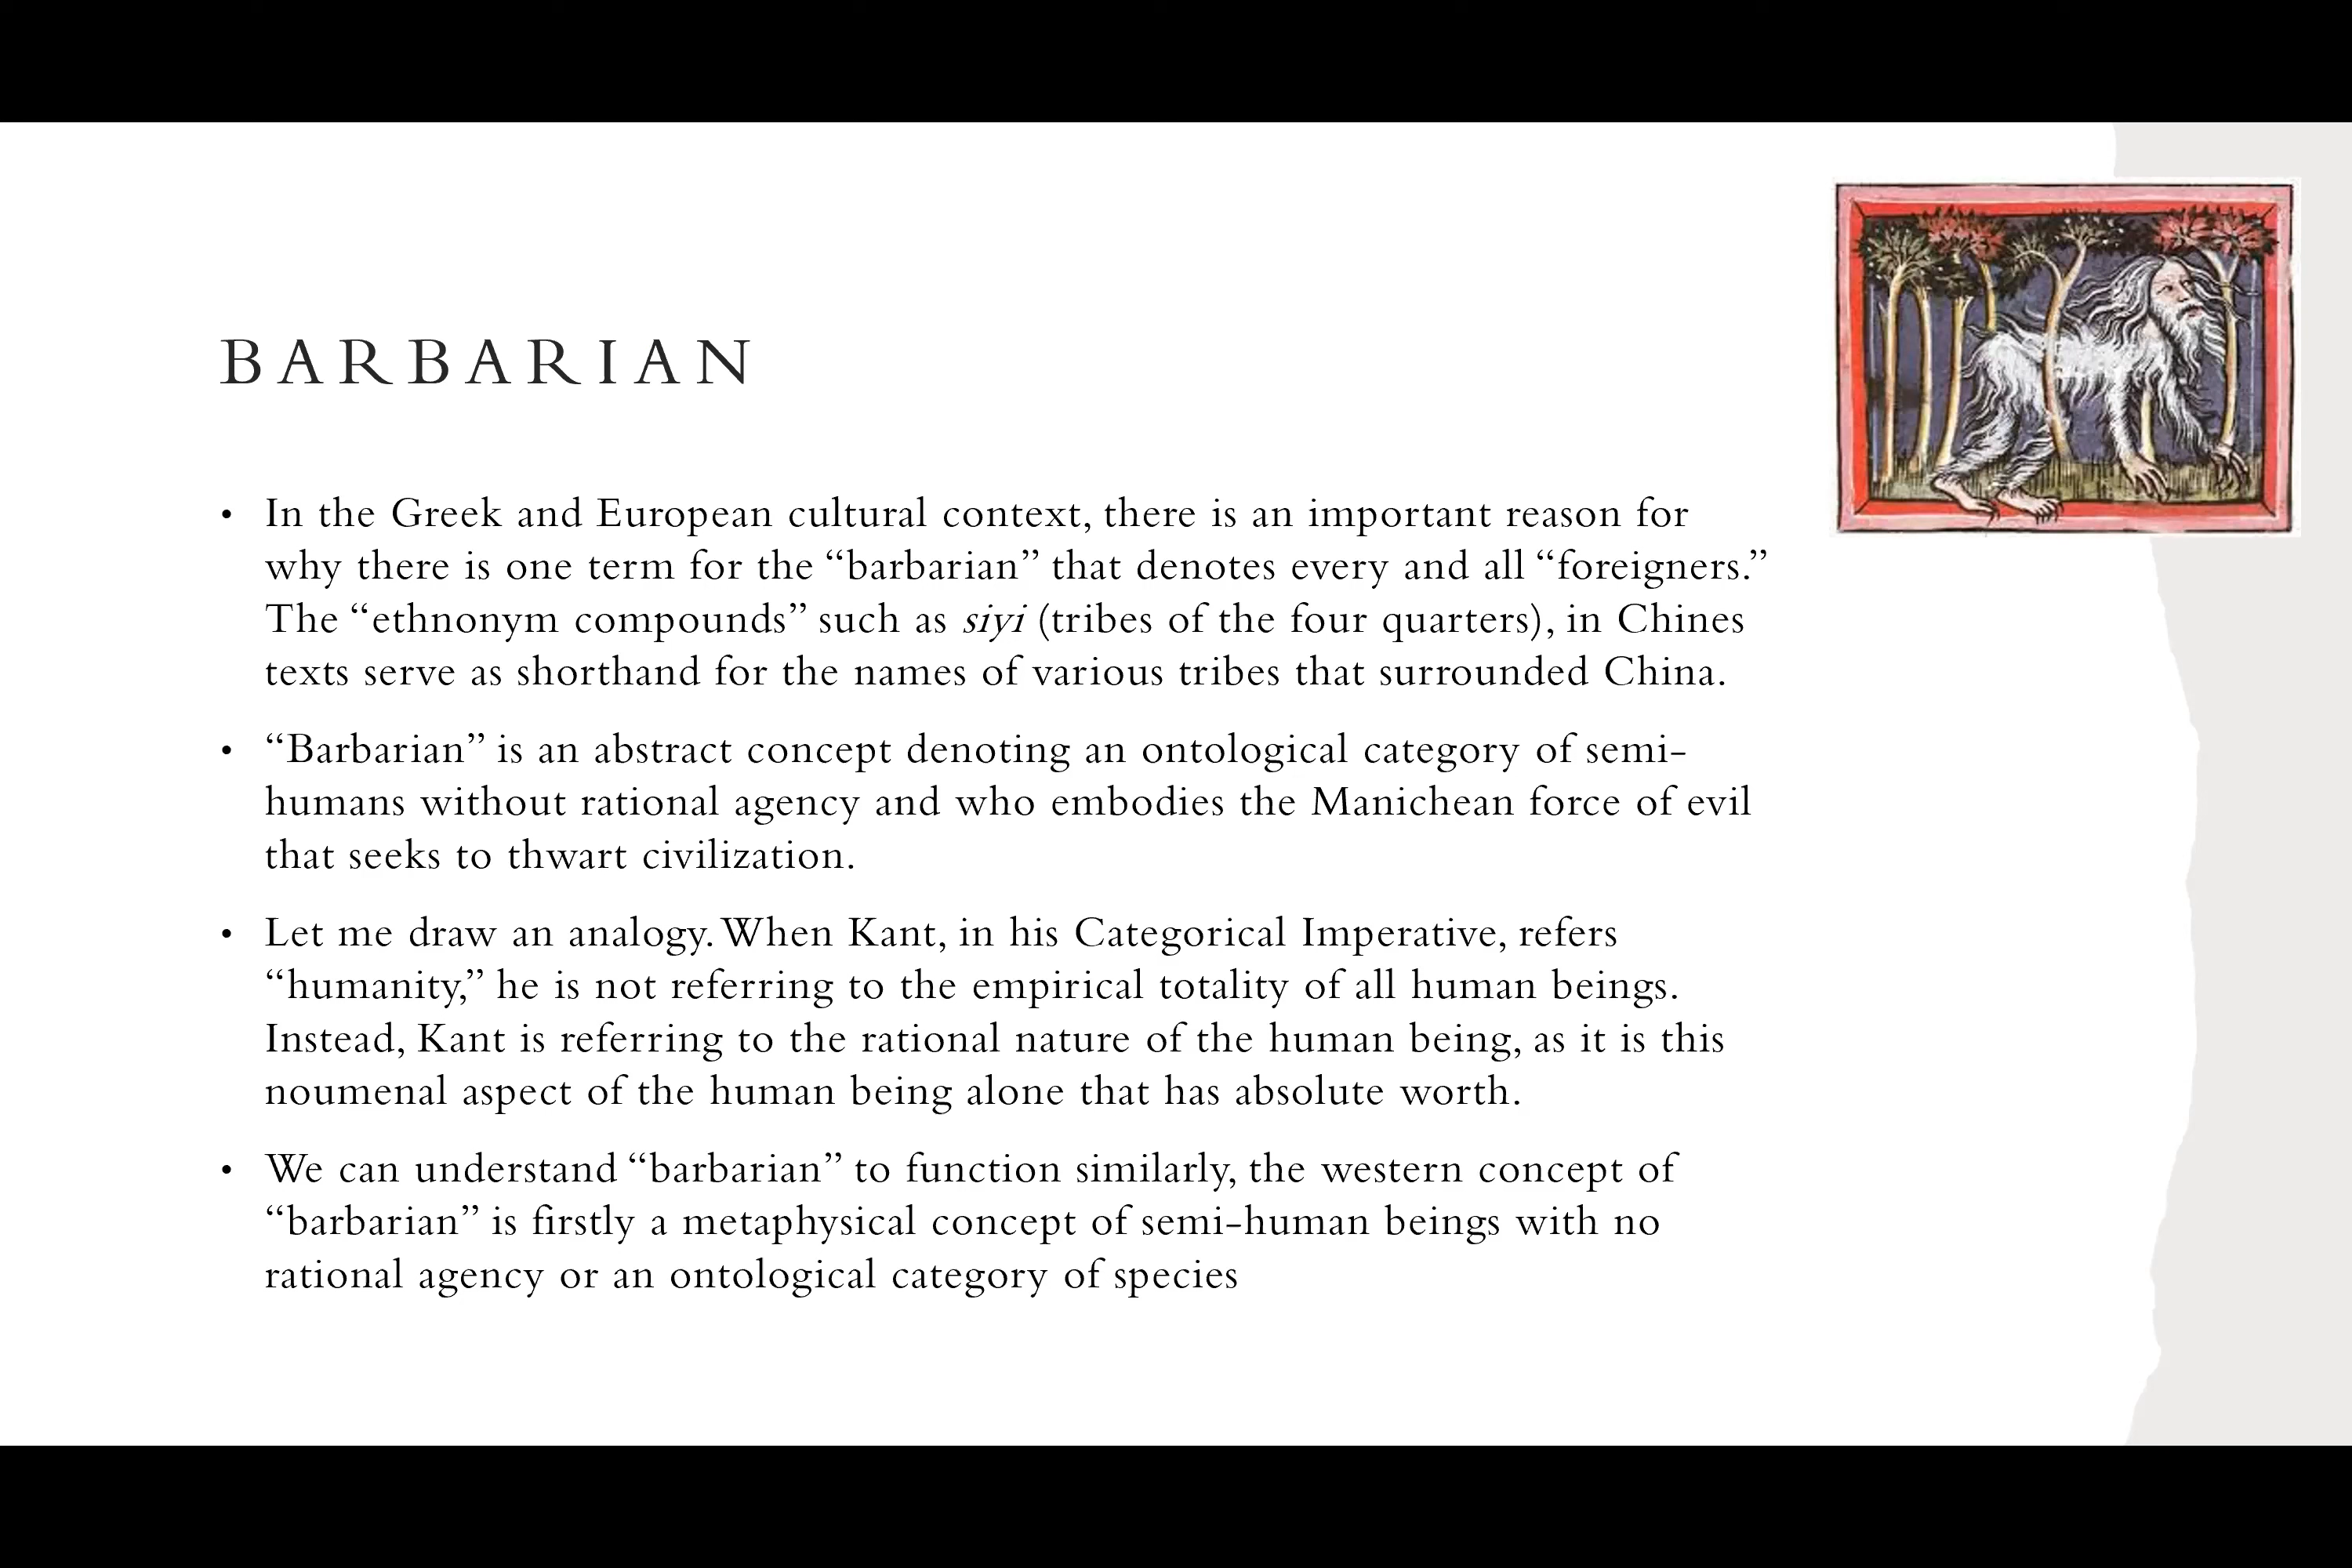 BARBARIAN
• In the Greek and European cultural context, there is an important reason for
why there is one term for the “barbarian” that denotes every and all “foreigners.”
The “ethnonym compounds” such as siyi (tribes of the four quarters), in Chines
texts serve as shorthand for the names of various tribes that surrounded China.
• “Barbarian” is an abstract concept denoting an ontological category of semi-
humans without rational agency and who embodies the Manichean force of evil
that seeks to thwart civilization.
• Let me draw an analogy. When Kant, in his Categorical Imperative, refers
“humanity,” he is not referring to the empirical totality of all human beings.
Instead, Kant is referring to the rational nature of the human being, as it is this
noumenal aspect of the human being alone that has absolute worth.
• We can understand “barbarian” to function similarly, the western concept of
“barbarian” is firstly a metaphysical concept of semi-human beings with no
rational agency or an ontological category of species